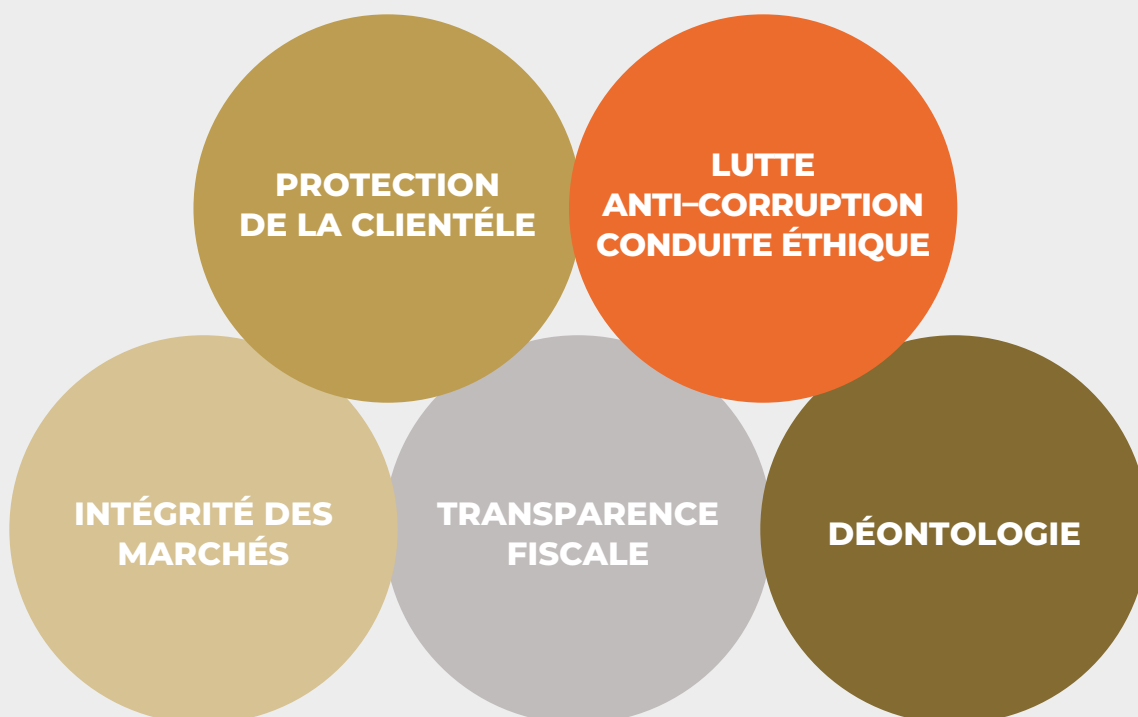 PROTECTION
DE LA CLIENTÉLE
LUTTE
ANTI–CORRUPTION
CONDUITE ÉTHIQUE
INTÉGRITÉ DES
MARCHÉS
TRANSPARENCE
FISCALE
DÉONTOLOGIE